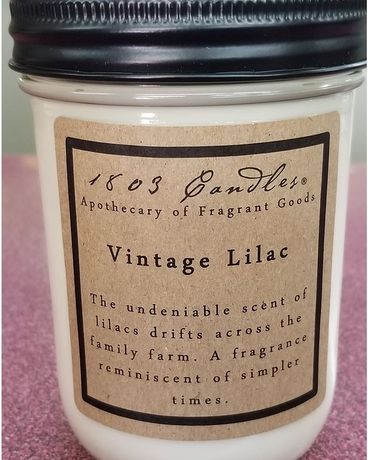 1803 Candles®
Apothecary of Fragrant Goods
Vintage Lilac
The undeniable scent of
lilacs drifts across the
family farm. A fragrance
reminiscent of simpler
times.